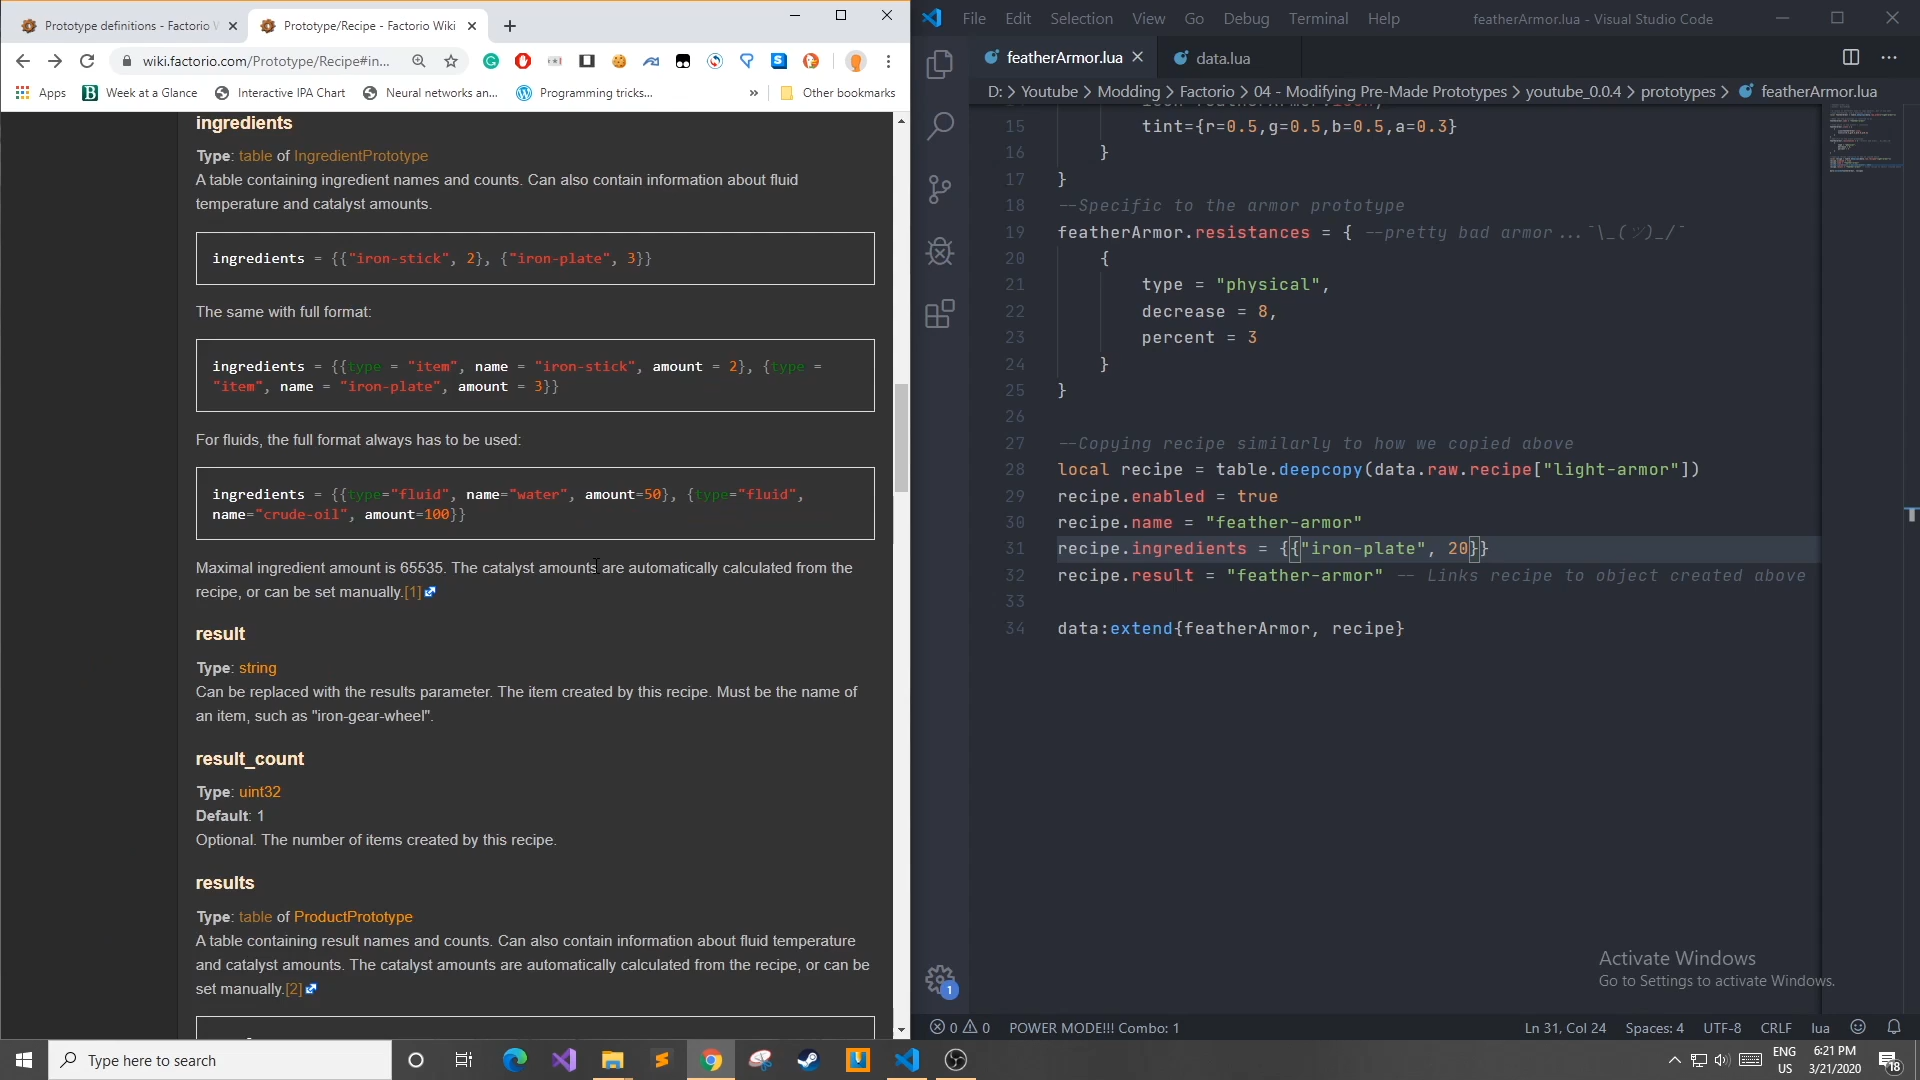 Prototype definitions - Factorio W
Prototype/Recipe - Factorio Wiki
wiki.factorio.com/Prototype/Recipe#in...
Apps
Week at a Glance
Interactive IPA Chart
Neural networks an...
Programming tricks...
»
Other bookmarks
ingredients
Type: table of IngredientPrototype
A table containing ingredient names and counts. Can also contain information about fluid
temperature and catalyst amounts.
ingredients = {{"iron-stick", 2}, {"iron-plate", 3}}
The same with full format:
ingredients = {{type = "item", name = "iron-stick", amount = 2}, {type =
"item", name = "iron-plate", amount = 3}}
For fluids, the full format always has to be used:
ingredients = {{type="fluid", name="water", amount=50}, {type="fluid",
name="crude-oil", amount=100}}
Maximal ingredient amount is 65535. The catalyst amounts are automatically calculated from the
recipe, or can be set manually.[1]
result
Type: string
Can be replaced with the results parameter. The item created by this recipe. Must be the name of
an item, such as "iron-gear-wheel".
result_count
Type: uint32
Default: 1
Optional. The number of items created by this recipe.
results
Type: table of ProductPrototype
A table containing result names and counts. Can also contain information about fluid temperature
and catalyst amounts. The catalyst amounts are automatically calculated from the recipe, or can be
set manually.[2]
File Edit Selection View Go Debug Terminal Help
featherArmor.lua - Visual Studio Code
featherArmor.lua
data.lua
D: > Youtube > Modding > Factorio > 04 - Modifying Pre-Made Prototypes > youtube_0.0.4 > prototypes > featherArmor.lua
15 tint={r=0.5,g=0.5,b=0.5,a=0.3}
16 }
17 }
18 --Specific to the armor prototype
19 featherArmor.resistances = { --pretty bad armor...¯\_(ツ)_/¯
20 {
21 type = "physical",
22 decrease = 8,
23 percent = 3
24 }
25 }
26
27 --Copying recipe similarly to how we copied above
28 local recipe = table.deepcopy(data.raw.recipe["light-armor"])
29 recipe.enabled = true
30 recipe.name = "feather-armor"
31 recipe.ingredients = {{"iron-plate", 20}}
32 recipe.result = "feather-armor" -- Links recipe to object created above
33
34 data:extend{featherArmor, recipe}
Activate Windows
Go to Settings to activate Windows.
1
0 0 POWER MODE!!! Combo: 1
Ln 31, Col 24 Spaces: 4 UTF-8 CRLF lua
Type here to search
ENG
US
6:21 PM
3/21/2020
18